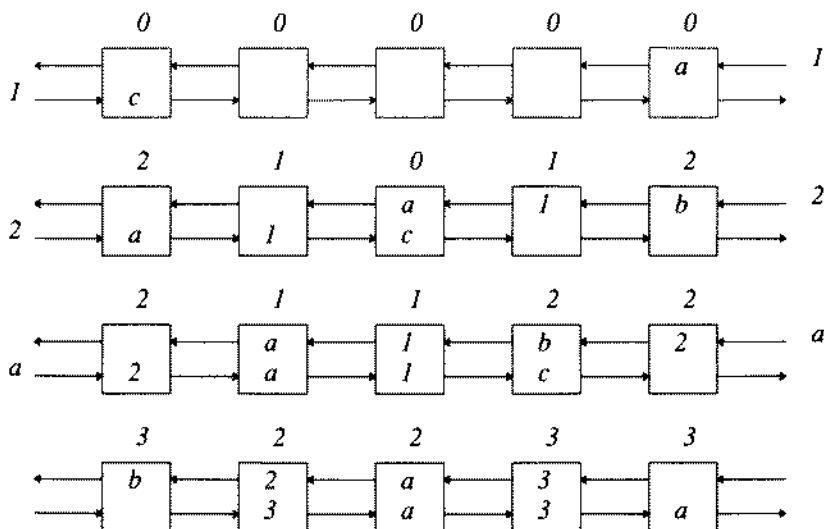 0 0 0 0 0
a 1
1 c
2 1 0 1 2
a 1 b 2
2 a 1 c
2 1 1 2 2
a 1 b 2 a
a 2 a 1 c
3 2 2 3 3
b 2 a 3
3 a 3 a